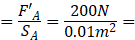 = F'_A / S_A = 200N / 0.01m² =